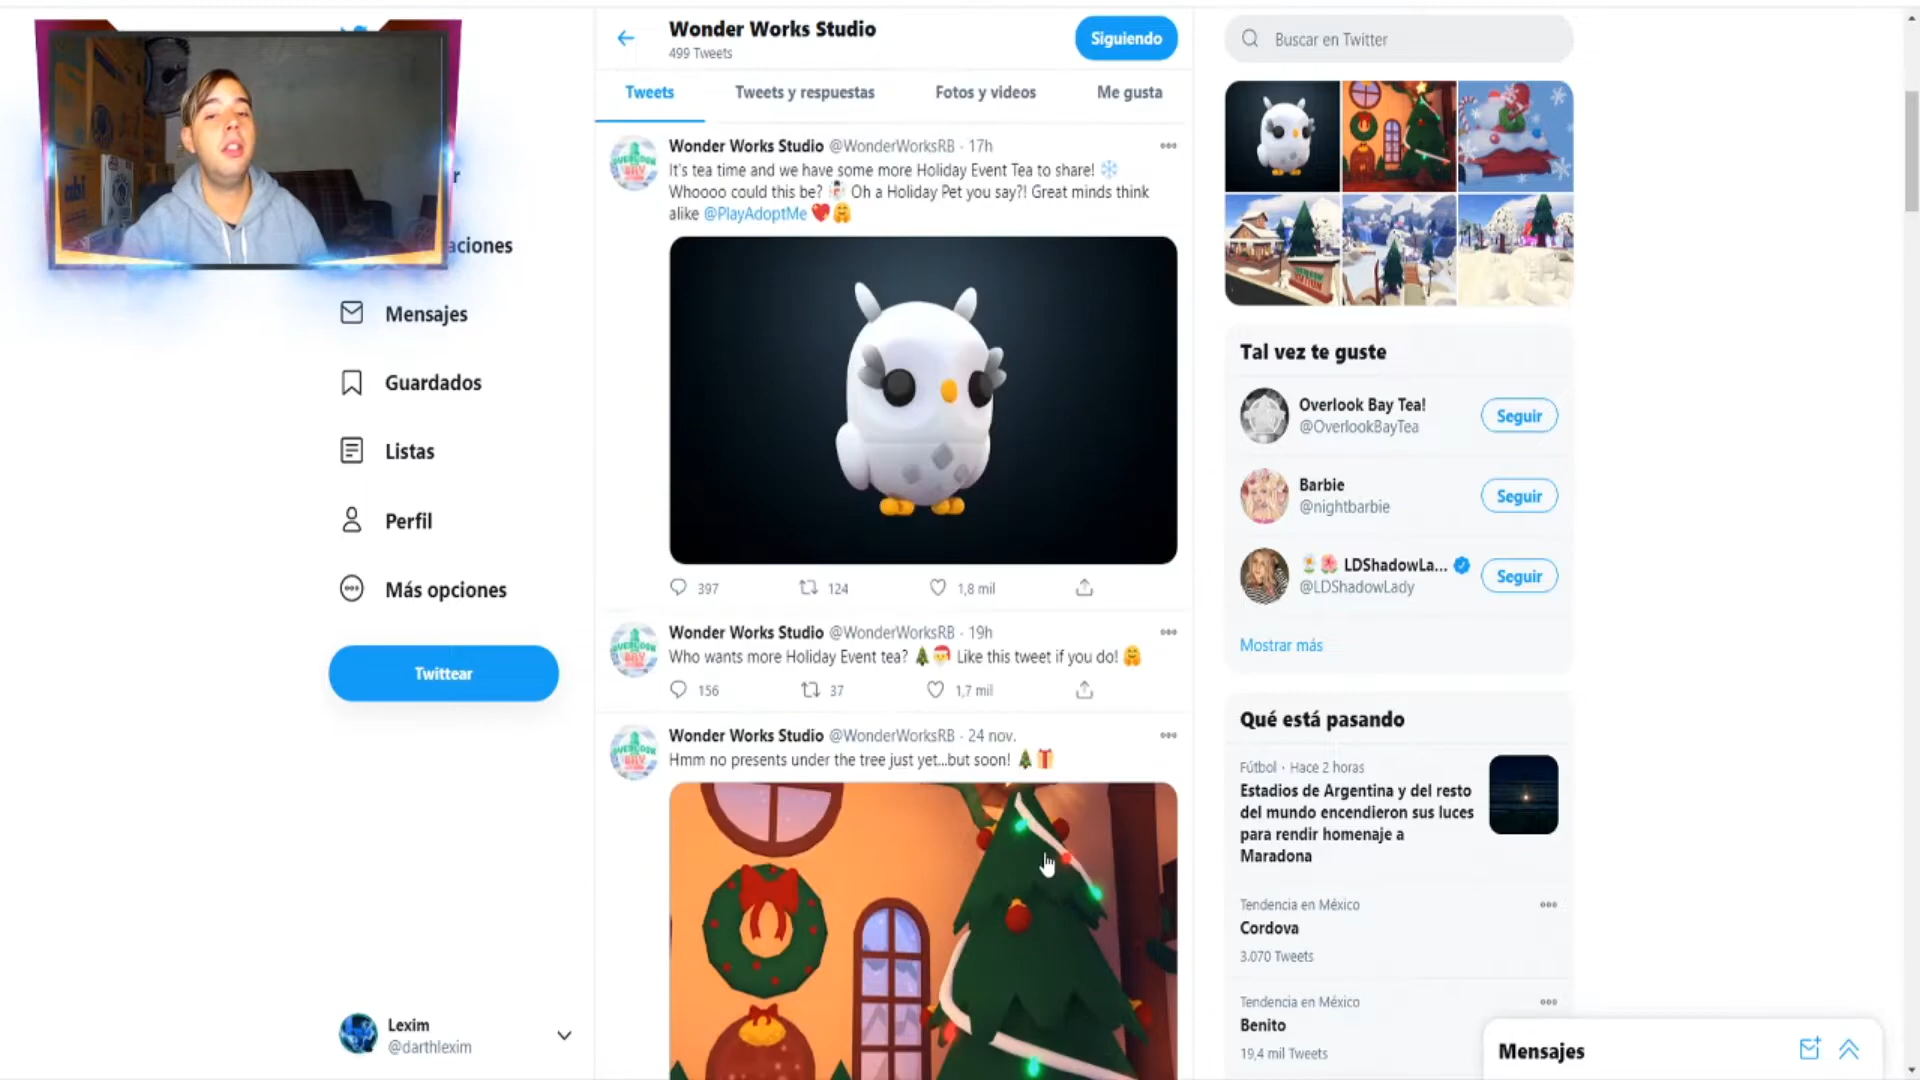 Wonder Works Studio
499 Tweets
Siguiendo
Tweets
Tweets y respuestas
Fotos y videos
Me gusta
Wonder Works Studio @WonderWorksRB · 17h
It's tea time and we have some more Holiday Event Tea to share! ❄️
Whoooo could this be? ⛄ Oh a Holiday Pet you say?! Great minds think
alike @PlayAdoptMe ❤️🤗
397
124
1,8 mil
Wonder Works Studio @WonderWorksRB · 19h
Who wants more Holiday Event tea? 🎄🎅 Like this tweet if you do! 🤗
156
37
1,7 mil
Wonder Works Studio @WonderWorksRB · 24 nov.
Hmm no presents under the tree just yet...but soon! 🎄🎁
r
aciones
Mensajes
Guardados
Listas
Perfil
Más opciones
Twittear
Lexim
@darthlexim
Buscar en Twitter
Tal vez te guste
Overlook Bay Tea!
@OverlookBayTea
Seguir
Barbie
@nightbarbie
Seguir
🌼🌺 LDShadowLa...
@LDShadowLady
Seguir
Mostrar más
Qué está pasando
Fútbol · Hace 2 horas
Estadios de Argentina y del resto
del mundo encendieron sus luces
para rendir homenaje a
Maradona
Tendencia en México
Cordova
3.070 Tweets
Tendencia en México
Benito
19,4 mil Tweets
Mensajes